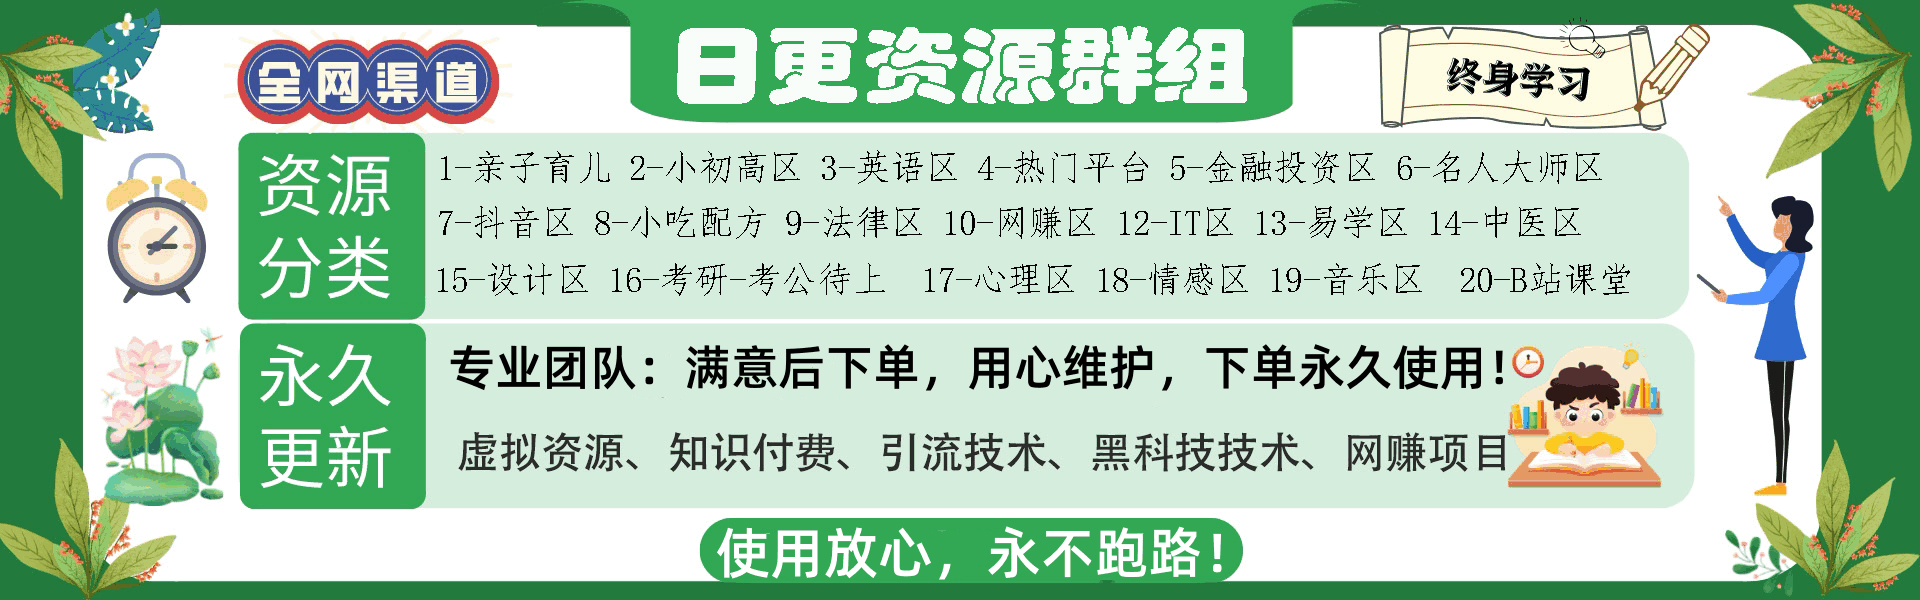 全网渠道
日更资源群组
终身学习
资源
分类
1-亲子育儿 2-小初高区 3-英语区 4-热门平台 5-金融投资区 6-名人大师区
7-抖音区 8-小吃配方 9-法律区 10-网赚区 12-IT区 13-易学区 14-中医区
15-设计区 16-考研-考公待上 17-心理区 18-情感区 19-音乐区 20-B站课堂
永久
更新
专业团队：满意后下单，用心维护，下单永久使用！
虚拟资源、知识付费、引流技术、黑科技技术、网赚项目
使用放心，永不跑路！